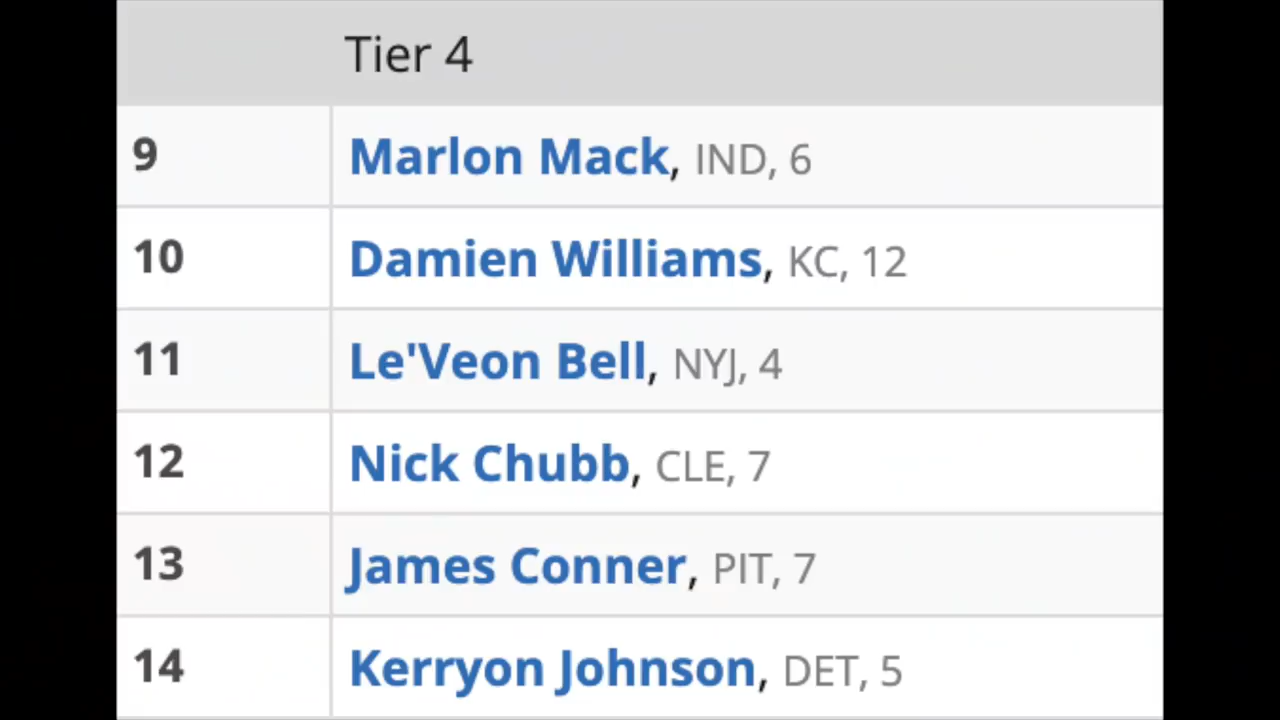 Tier 4
9 Marlon Mack, IND, 6
10 Damien Williams, KC, 12
11 Le'Veon Bell, NYJ, 4
12 Nick Chubb, CLE, 7
13 James Conner, PIT, 7
14 Kerryon Johnson, DET, 5